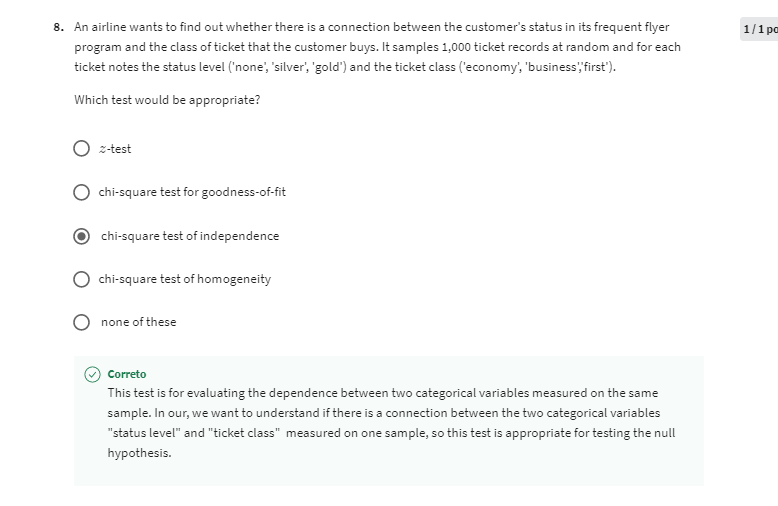 8. An airline wants to find out whether there is a connection between the customer's status in its frequent flyer
1 / 1 po
program and the class of ticket that the customer buys. It samples 1,000 ticket records at random and for each
ticket notes the status level ('none', 'silver', 'gold') and the ticket class ('economy', 'business','first').
Which test would be appropriate?
z-test
chi-square test for goodness-of-fit
chi-square test of independence
chi-square test of homogeneity
none of these
Correto
This test is for evaluating the dependence between two categorical variables measured on the same
sample. In our, we want to understand if there is a connection between the two categorical variables
"status level" and "ticket class" measured on one sample, so this test is appropriate for testing the null
hypothesis.